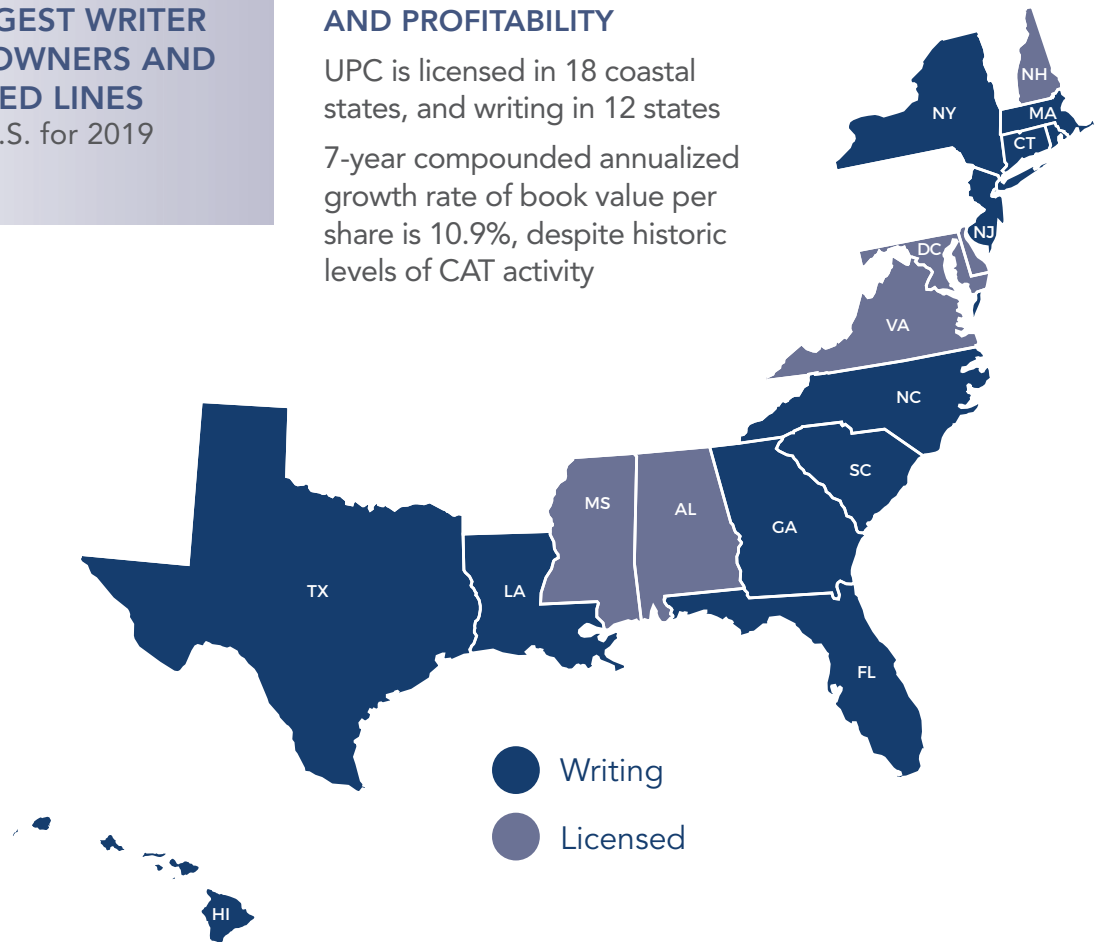 GEST WRITER
OWNERS AND
ED LINES
.S. for 2019
AND PROFITABILITY
UPC is licensed in 18 coastal
states, and writing in 12 states
7-year compounded annualized
growth rate of book value per
share is 10.9%, despite historic
levels of CAT activity
NH
NY
MA
CT
NJ
DC
VA
NC
SC
MS
AL
GA
TX
LA
FL
Writing
Licensed
HI